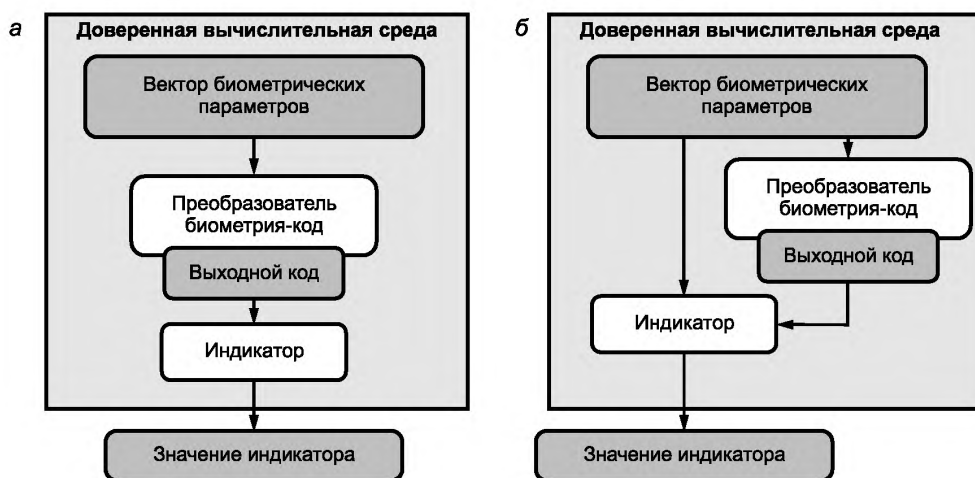 а
Доверенная вычислительная среда
Вектор биометрических
параметров
Преобразователь
биометрия-код
Выходной код
Индикатор
Значение индикатора
б
Доверенная вычислительная среда
Вектор биометрических
параметров
Преобразователь
биометрия-код
Выходной код
Индикатор
Значение индикатора